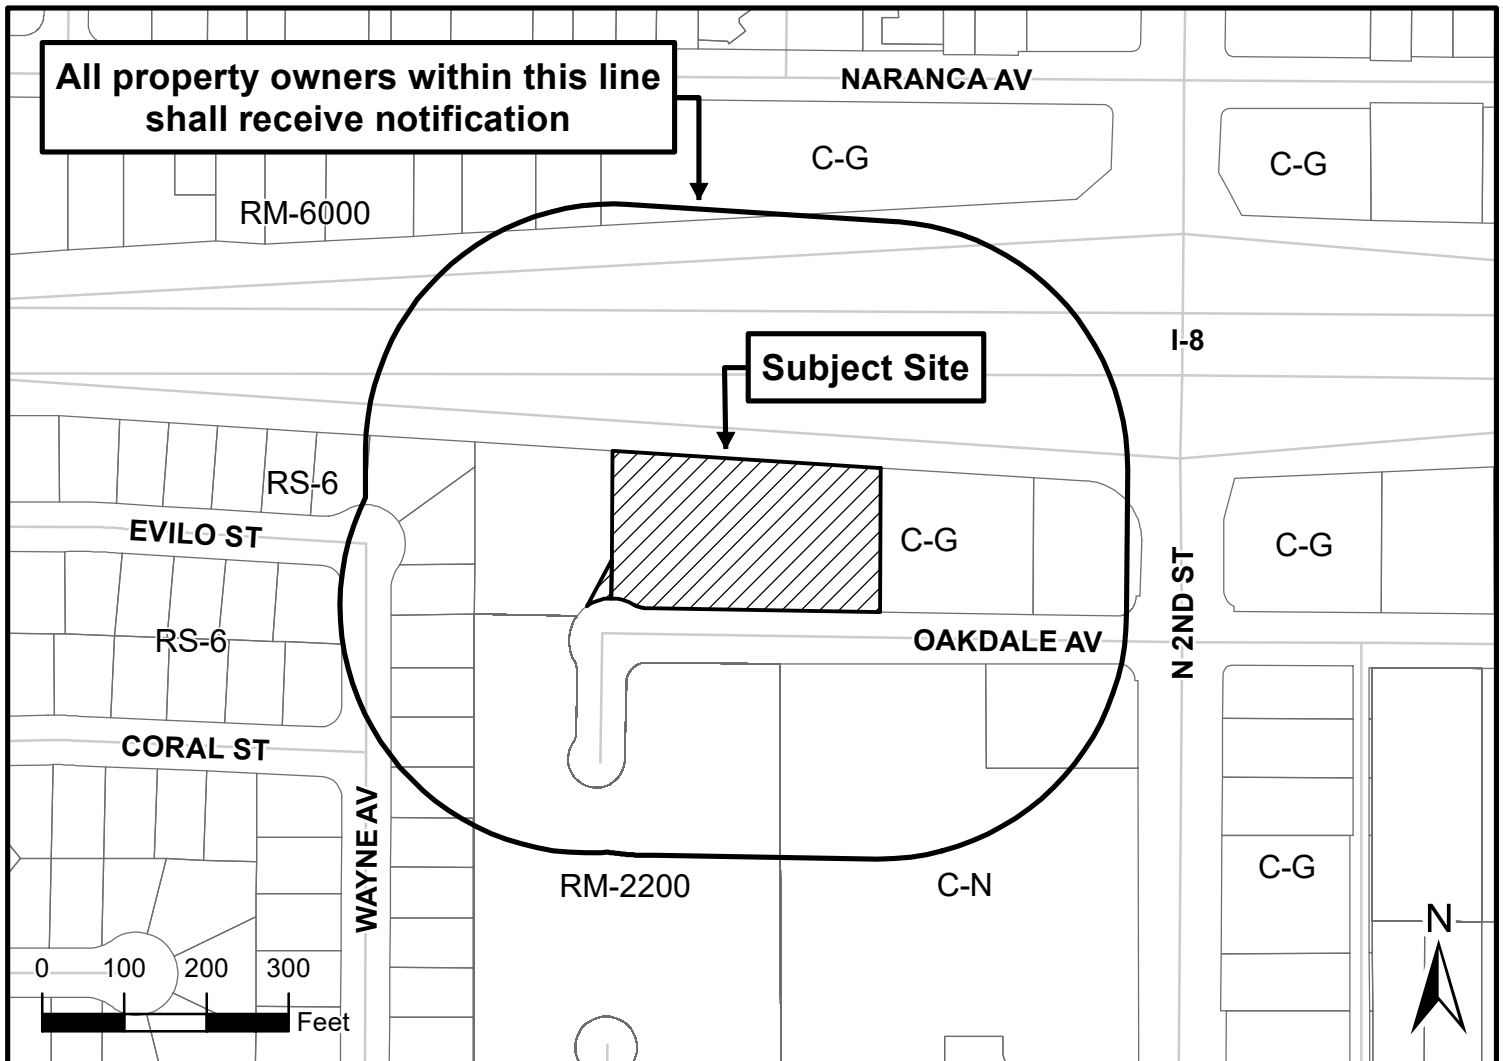 All property owners within this line
shall receive notification
NARANCA AV
C-G
C-G
RM-6000
I-8
Subject Site
RS-6
EVILO ST
C-G
C-G
N 2ND ST
RS-6
OAKDALE AV
CORAL ST
WAYNE AV
RM-2200
C-N
C-G
N
0 100 200 300
Feet